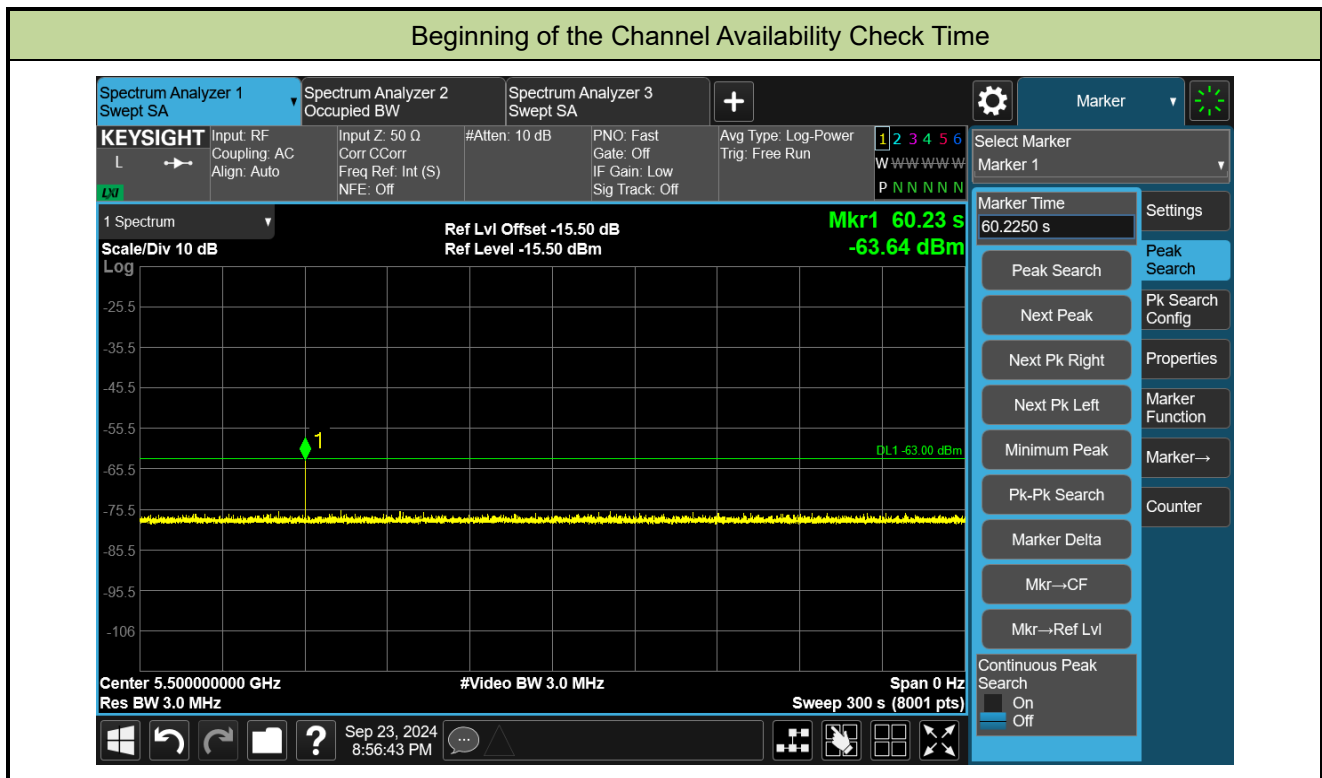 Beginning of the Channel Availability Check Time
Spectrum Analyzer 1
Swept SA
Spectrum Analyzer 2
Occupied BW
Spectrum Analyzer 3
Swept SA
Marker
KEYSIGHT
L
LXI
Input: RF
Coupling: AC
Align: Auto
Input Z: 50 Ω
Corr CCorr
Freq Ref: Int (S)
NFE: Off
#Atten: 10 dB
PNO: Fast
Gate: Off
IF Gain: Low
Sig Track: Off
Avg Type: Log-Power
Trig: Free Run
1 2 3 4 5 6
W W W W W W
P N N N N N
Select Marker
Marker 1
1 Spectrum
Scale/Div 10 dB
Log
Ref Lvl Offset -15.50 dB
Ref Level -15.50 dBm
Mkr1 60.23 s
-63.64 dBm
-25.5
-35.5
-45.5
-55.5
-65.5
-75.5
-85.5
-95.5
-106
1
DL1 -63.00 dBm
Center 5.500000000 GHz
Res BW 3.0 MHz
#Video BW 3.0 MHz
Span 0 Hz
Sweep 300 s (8001 pts)
Marker Time
60.2250 s
Peak Search
Next Peak
Next Pk Right
Next Pk Left
Minimum Peak
Pk-Pk Search
Marker Delta
Mkr→CF
Mkr→Ref Lvl
Continuous Peak
Search
On
Off
Settings
Peak
Search
Pk Search
Config
Properties
Marker
Function
Marker→
Counter
?
Sep 23, 2024
8:56:43 PM